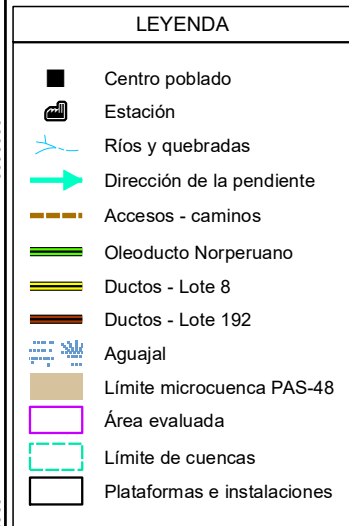 LEYENDA
Centro poblado
Estación
Ríos y quebradas
Dirección de la pendiente
Accesos - caminos
Oleoducto Norperuano
Ductos - Lote 8
Ductos - Lote 192
Aguajal
Límite microcuenca PAS-48
Área evaluada
Límite de cuencas
Plataformas e instalaciones